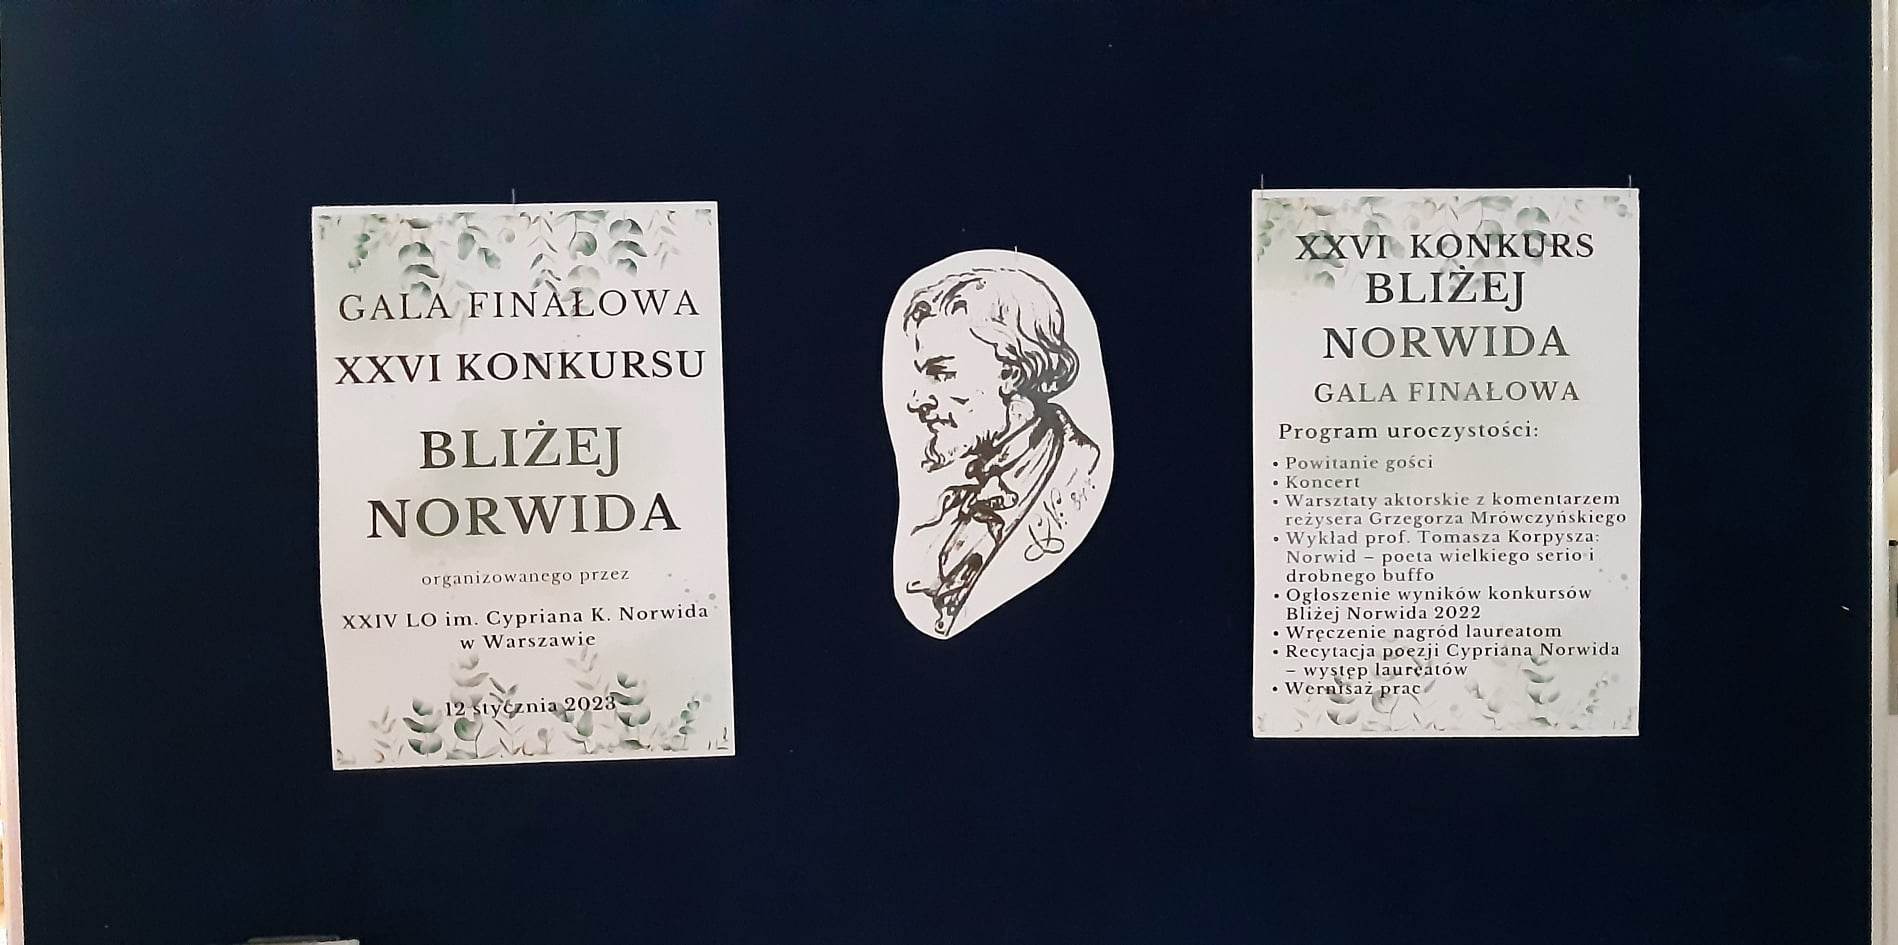 GALA FINAŁOWA
XXVI KONKURSU
BLIŻEJ
NORWIDA
organizowanego przez
XXIV LO im. Cypriana K. Norwida
w Warszawie
12 stycznia 2023
XXVI KONKURS
BLIŻEJ
NORWIDA
GALA FINAŁOWA
Program uroczystości:
• Powitanie gości
• Koncert
• Warsztaty aktorskie z komentarzem
reżysera Grzegorza Mrówczyńskiego
• Wykład prof. Tomasza Korpysza:
Norwid – poeta wielkiego serio i
drobnego buffo
• Ogłoszenie wyników konkursów
Bliżej Norwida 2022
• Wręczenie nagród laureatom
• Recytacja poezji Cypriana Norwida
– występ laureatów
• Wernisaż prac